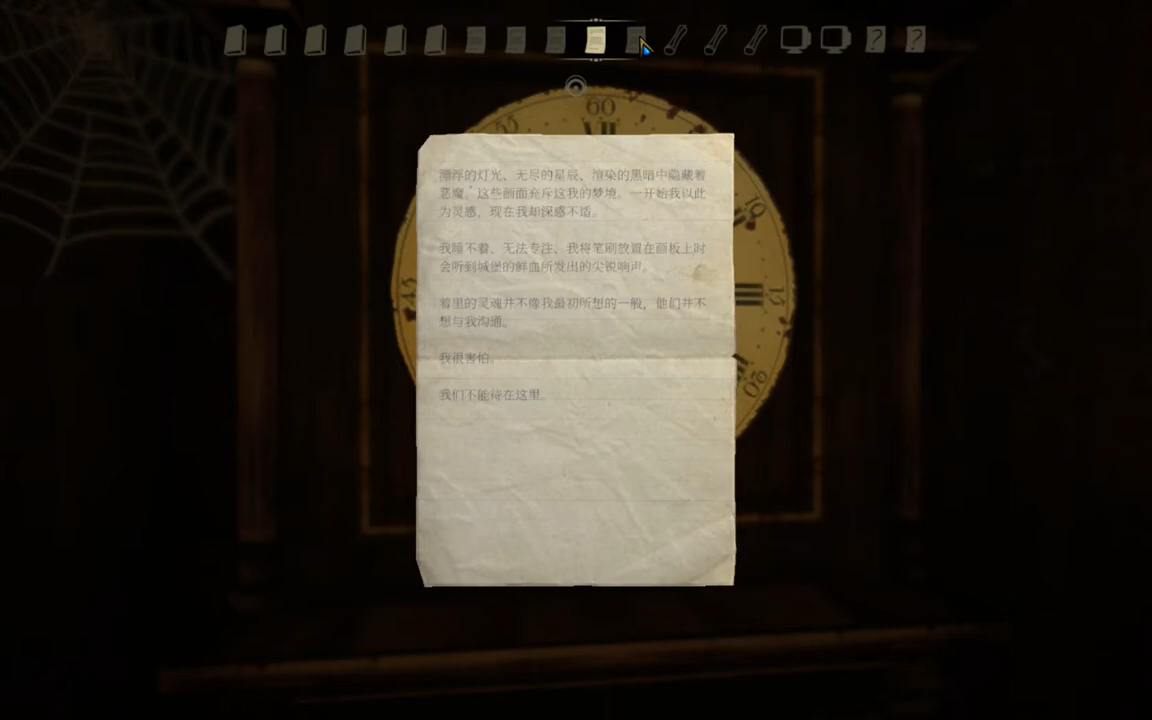 漂浮的灯光、无尽的星辰、渲染的黑暗中隐藏着
恶魔。这些画面充斥这我的梦境。一开始我以此
为灵感，现在我却深感不适。
我睡不着、无法专注、我将笔刷放置在画板上时
会听到城堡的鲜血所发出的尖锐响声。
着里的灵魂并不像我最初所想的一般，他们并不
想与我沟通。
我很害怕。
我们不能待在这里。
55
60
10
15
20
45